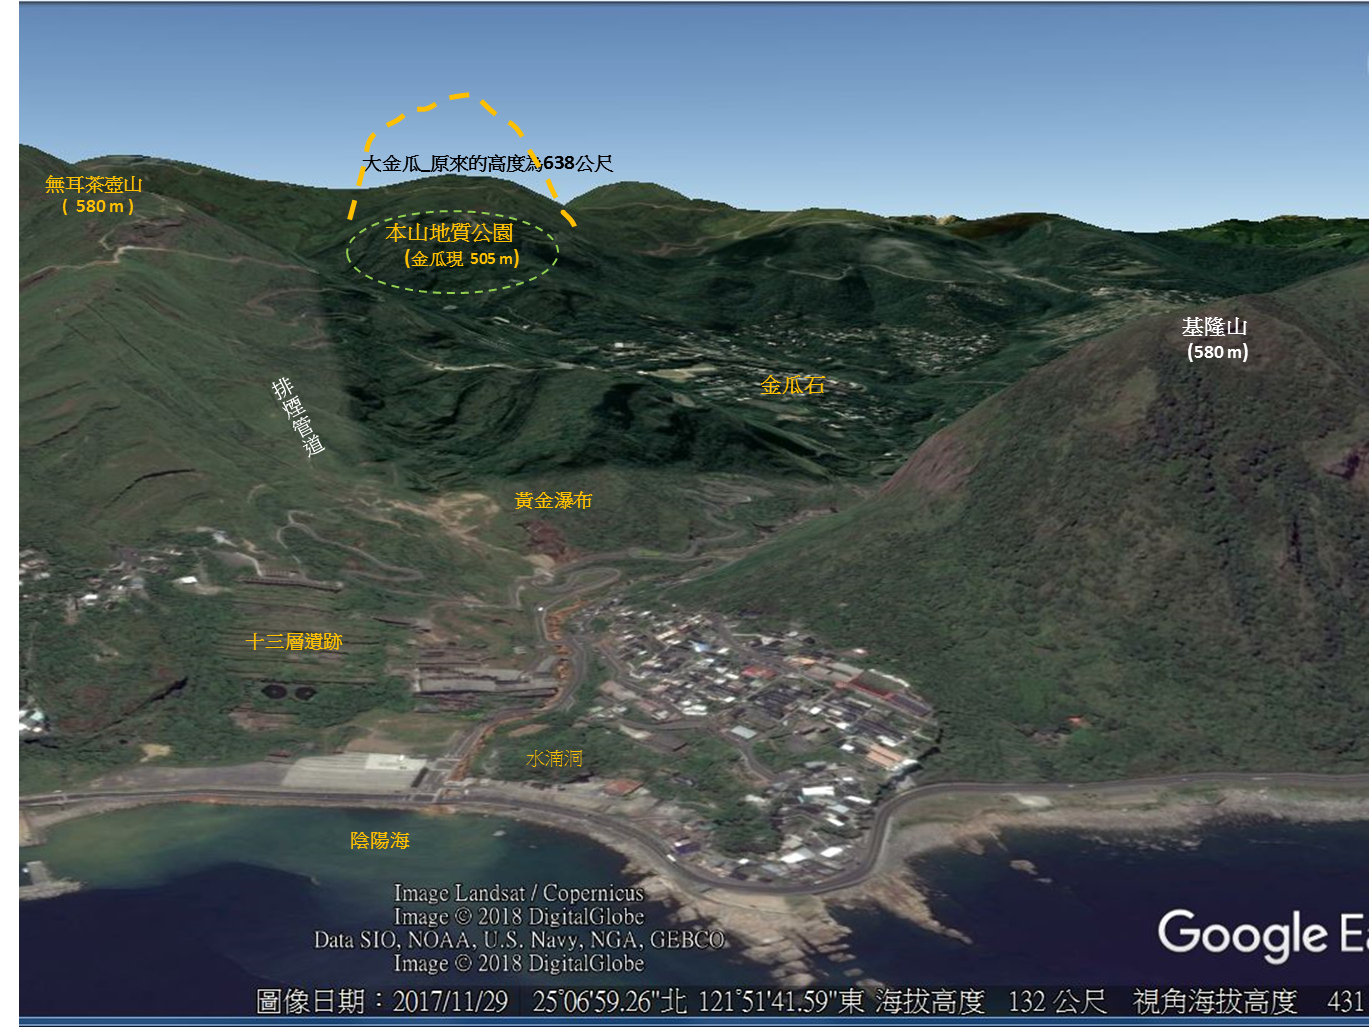 大金瓜_原來的高度為638公尺
無耳茶壺山
( 580 m )
本山地質公園
(金瓜現 505 m)
基隆山
(580 m)
金瓜石
排煙管道
黃金瀑布
十三層遺跡
水湳洞
陰陽海
Image Landsat / Copernicus
Image © 2018 DigitalGlobe
Data SIO, NOAA, U.S. Navy, NGA, GEBCO
Image © 2018 DigitalGlobe
Google Ea
圖像日期：2017/11/29 25°06'59.26"北 121°51'41.59"東 海拔高度 132 公尺 視角海拔高度 431